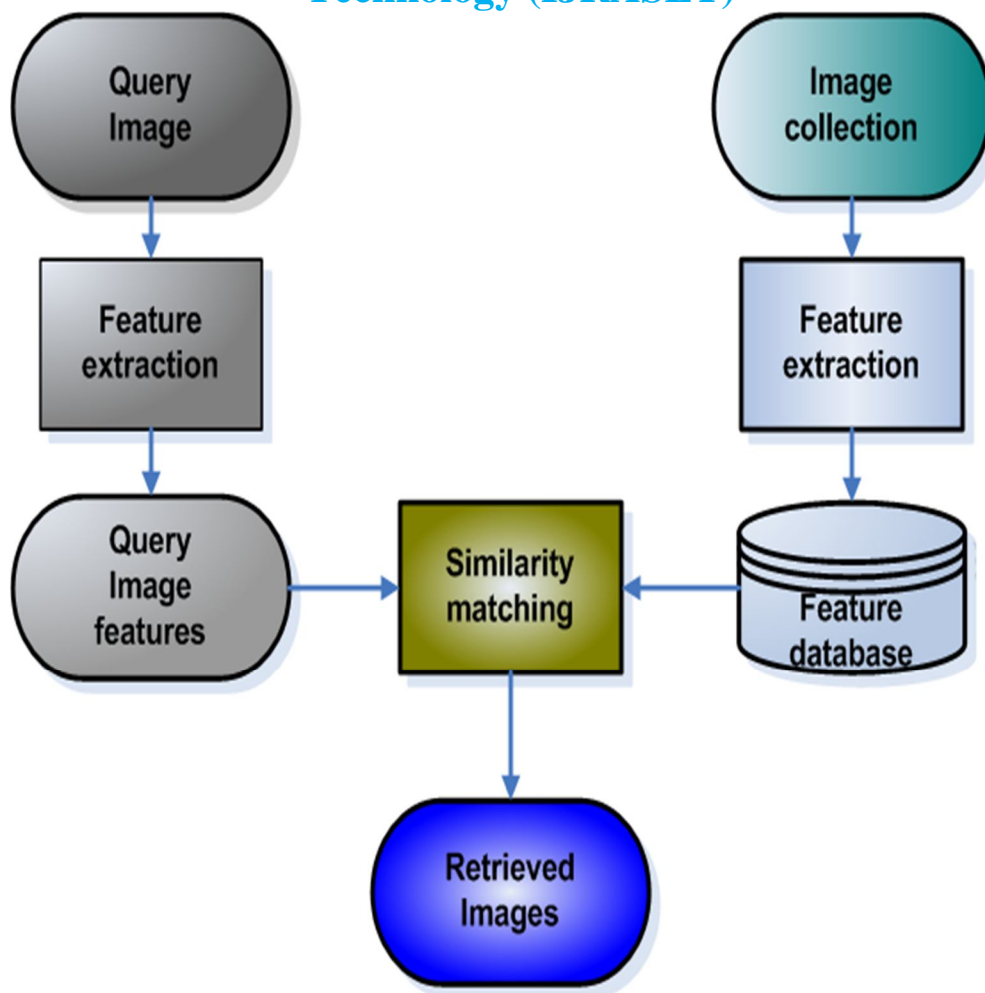 Query
Image
Image
collection
Feature
extraction
Feature
extraction
Query
Image
features
Similarity
matching
Feature
database
Retrieved
Images